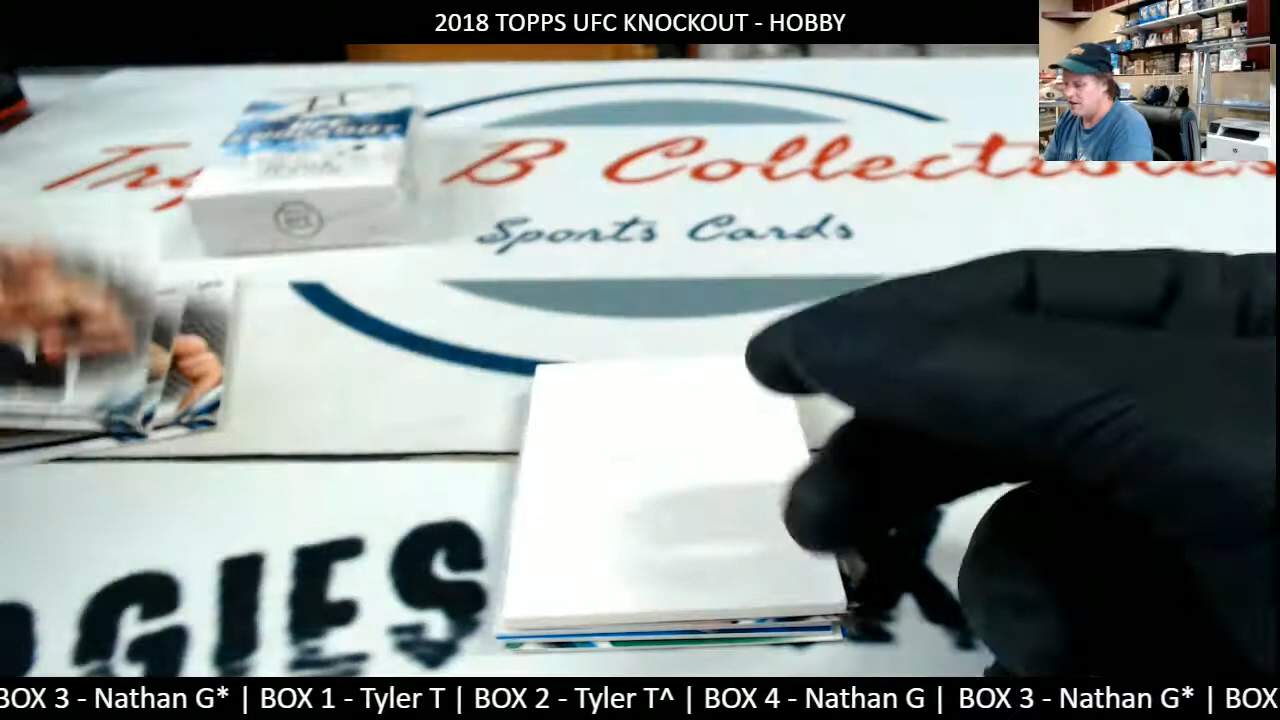 2018 TOPPS UFC KNOCKOUT - HOBBY
B Collectibles
Sports Cards
GIES
BOX 3 - Nathan G* | BOX 1 - Tyler T | BOX 2 - Tyler T^ | BOX 4 - Nathan G | BOX 3 - Nathan G* | BOX